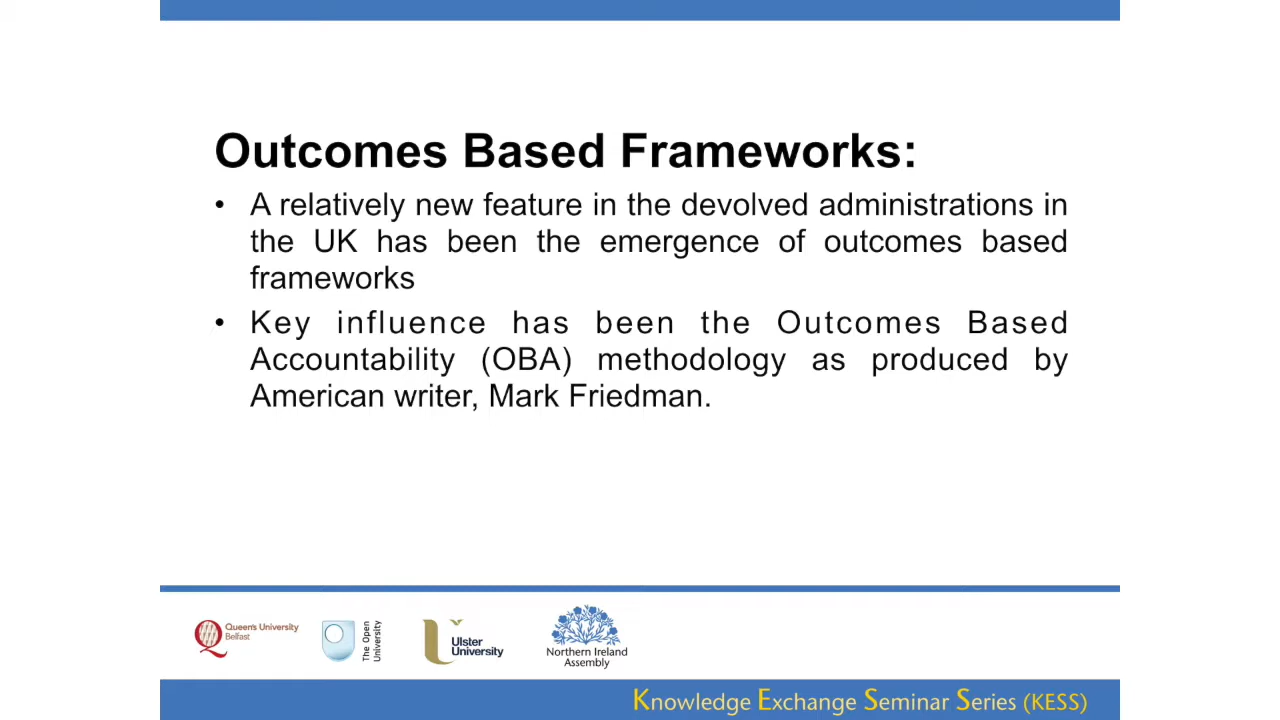 Outcomes Based Frameworks:
• A relatively new feature in the devolved administrations in
the UK has been the emergence of outcomes based
frameworks
• Key influence has been the Outcomes Based
Accountability (OBA) methodology as produced by
American writer, Mark Friedman.
Queen's University
Belfast
The Open
University
Ulster
University
Northern Ireland
Assembly
Knowledge Exchange Seminar Series (KESS)